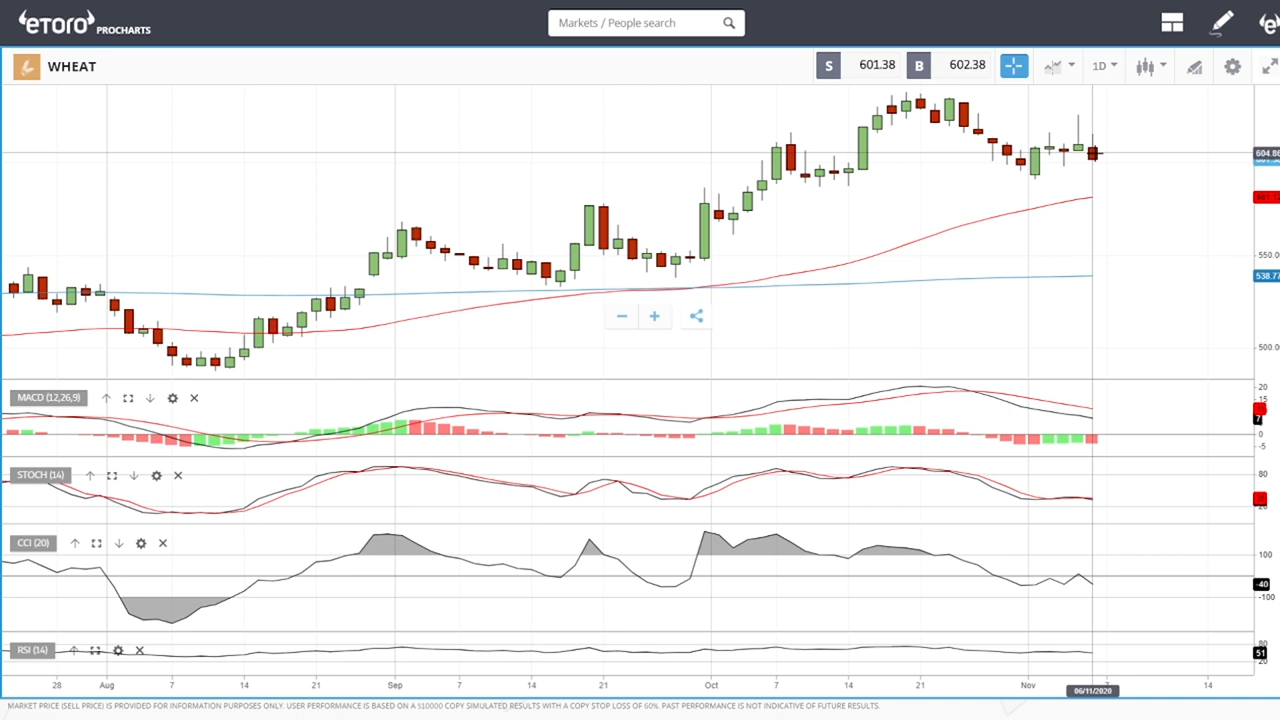 eToro PROCHARTS
Markets / People search
WHEAT
S 601.38 B 602.38
1D
604.86
550.0
538.77
500.0
MACD (12,26,9)
20
15
7
0
-5
STOCH (14)
80
20
CCI (20)
100
-40
-100
RSI (14)
80
51
20
28 Aug 7 14 21 Sep 7 14 21 Oct 7 14 21 Nov 7 14
06/11/2020
MARKET PRICE (SELL PRICE) IS PROVIDED FOR INFORMATION PURPOSES ONLY. USER PERFORMANCE IS BASED ON A $10000 COPY SIMULATED RESULTS WITH A COPY STOP LOSS OF 60%. PAST PERFORMANCE IS NOT INDICATIVE OF FUTURE RESULTS.